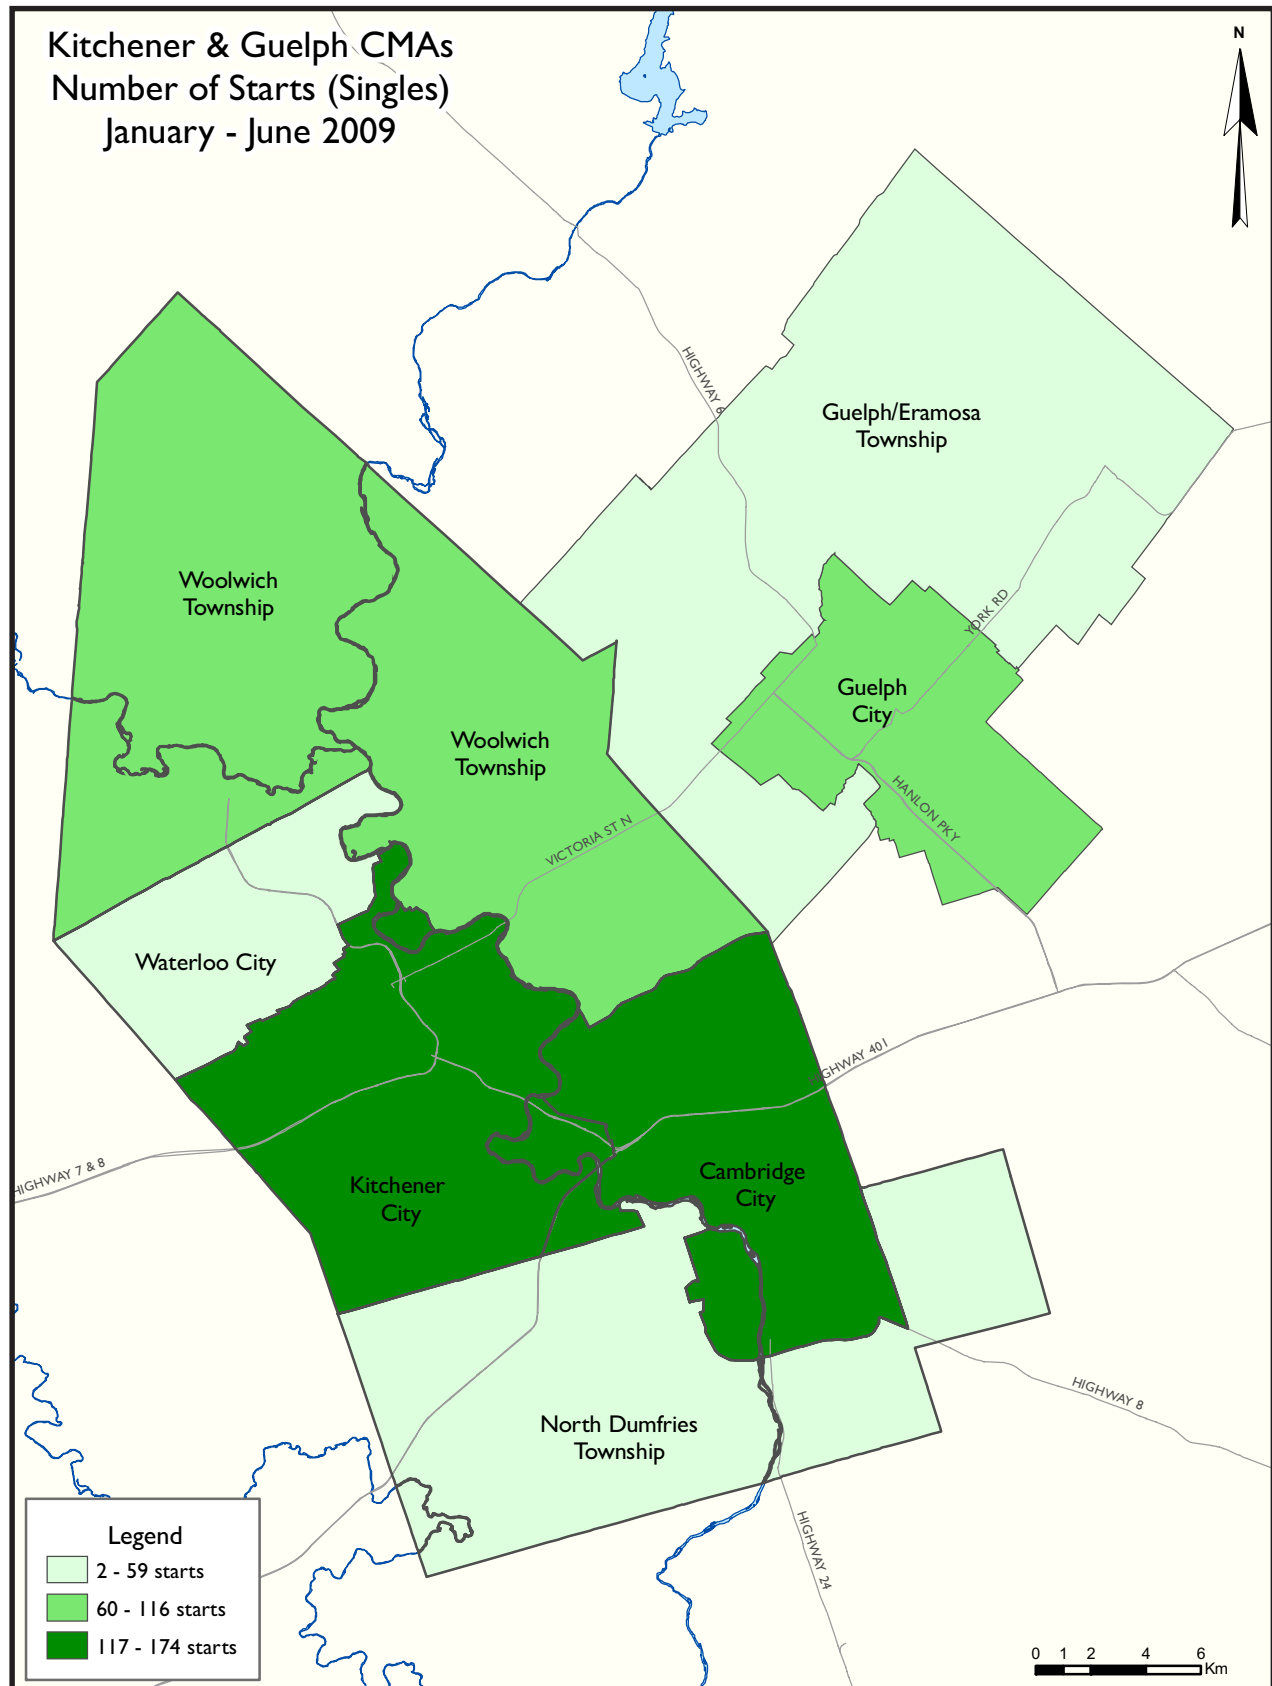 Kitchener & Guelph CMAs
Number of Starts (Singles)
January - June 2009
N
HIGHWAY 6
Guelph/Eramosa
Township
Woolwich
Township
YORK RD
Guelph
City
Woolwich
Township
HANLON PKY
VICTORIA ST N
Waterloo City
HIGHWAY 401
HIGHWAY 7 & 8
Kitchener
City
Cambridge
City
HIGHWAY 8
North Dumfries
Township
HIGHWAY 24
Legend
2 - 59 starts
60 - 116 starts
117 - 174 starts
0 1 2 4 6
Km